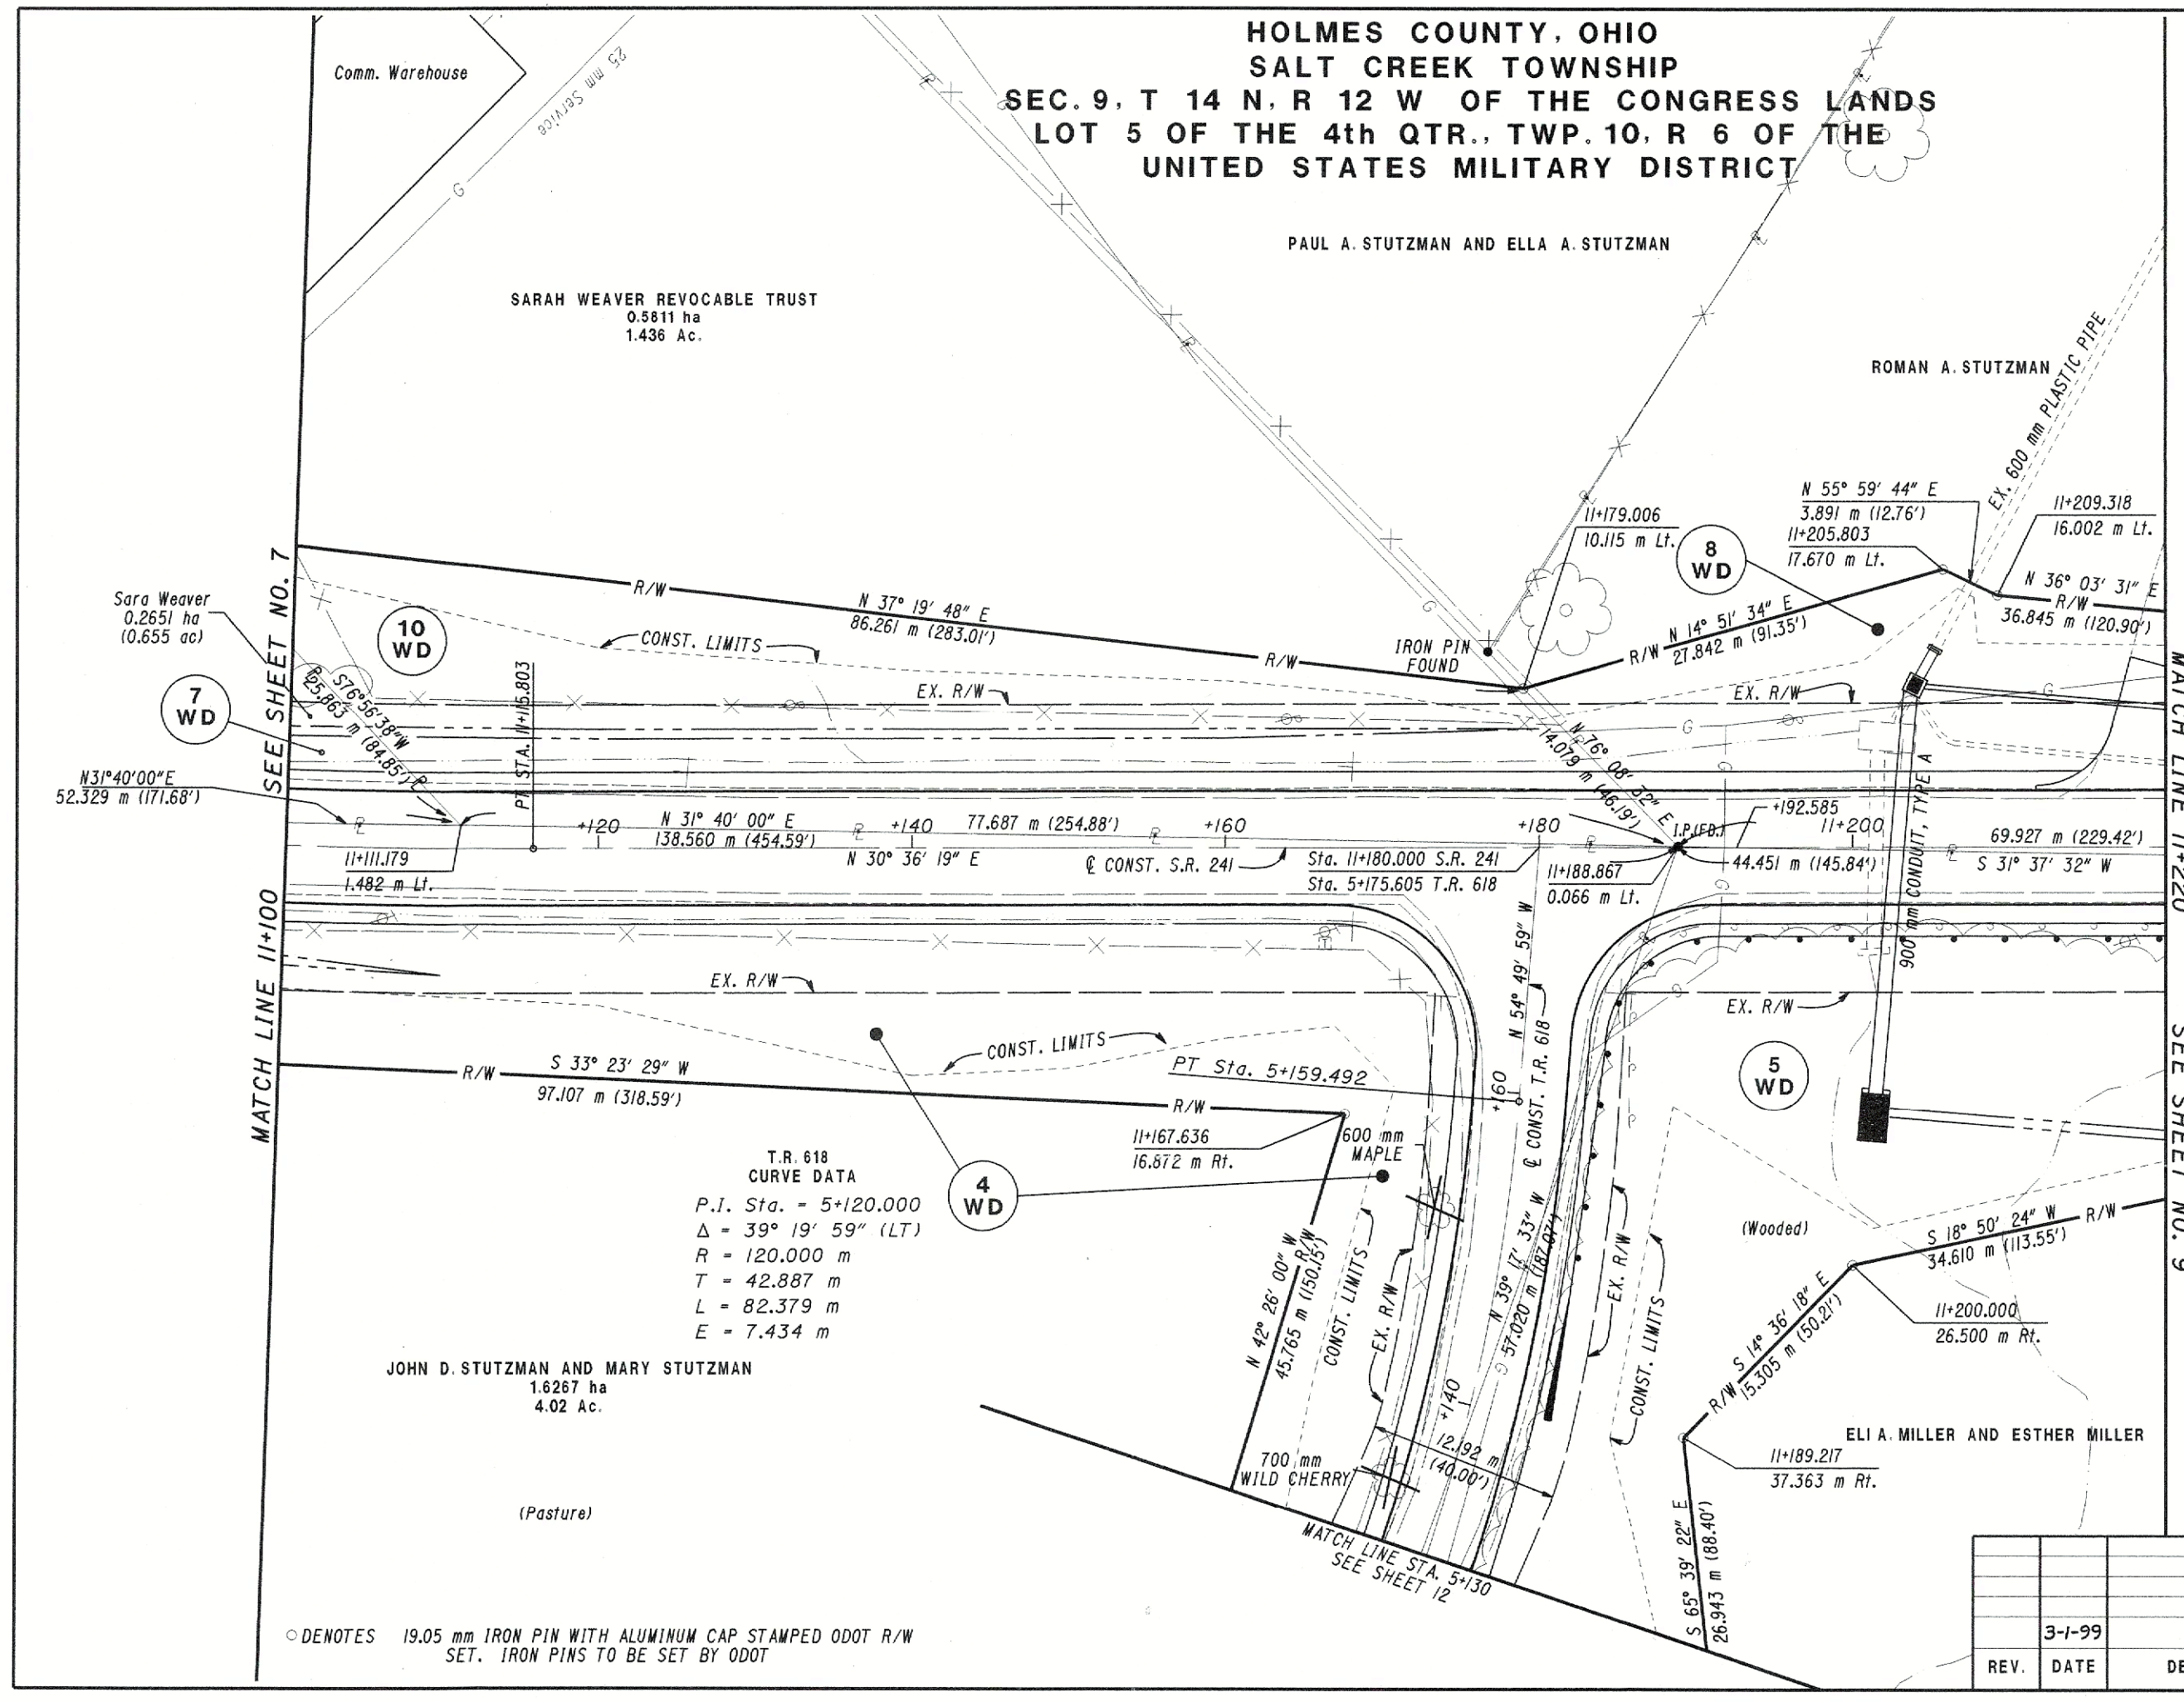 HOLMES COUNTY, OHIO
SALT CREEK TOWNSHIP
SEC. 9, T 14 N, R 12 W OF THE CONGRESS LANDS
LOT 5 OF THE 4th QTR., TWP. 10, R 6 OF THE
UNITED STATES MILITARY DISTRICT
Comm. Warehouse
25 mm Service
G
PAUL A. STUTZMAN AND ELLA A. STUTZMAN
SARAH WEAVER REVOCABLE TRUST
0.5811 ha
1.436 Ac.
ROMAN A. STUTZMAN
EX. 600 mm PLASTIC PIPE
N 55° 59' 44" E
3.891 m (12.76')
11+205.803
17.670 m Lt.
11+209.318
16.002 m Lt.
11+179.006
10.115 m Lt.
8
WD
N 36° 03' 31" E
R/W
36.845 m (120.90')
N 14° 51' 34" E
R/W 27.842 m (91.35')
IRON PIN
FOUND
R/W
N 37° 19' 48" E
86.261 m (283.01')
R/W
Sara Weaver
0.2651 ha
(0.655 ac)
10
WD
CONST. LIMITS
EX. R/W
EX. R/W
7
WD
S76°56'38"W
25.863 m (84.85')
PT STA. 11+115.803
N 76° 08' 32" E
14.079 m (46.19')
N31°40'00"E
52.329 m (171.68')
+120
N 31° 40' 00" E
138.560 m (454.59')
+140
N 30° 36' 19" E
77.687 m (254.88')
+160
℄ CONST. S.R. 241
+180
Sta. 11+180.000 S.R. 241
Sta. 5+175.605 T.R. 618
I.P.(FD.)
+192.585
11+200
44.451 m (145.84')
69.927 m (229.42')
S 31° 37' 32" W
11+188.867
0.066 m Lt.
11+111.179
1.482 m Lt.
900 mm CONDUIT, TYPE A
MATCH LINE 11+100 SEE SHEET NO. 7
MATCH LINE 11+220 SEE SHEET NO. 9
EX. R/W
EX. R/W
N 54° 49' 59" W
℄ CONST. T.R. 618
CONST. LIMITS
PT Sta. 5+159.492
+160
5
WD
R/W
S 33° 23' 29" W
97.107 m (318.59')
R/W
11+167.636
16.872 m Rt.
600 mm
MAPLE
4
WD
T.R. 618
CURVE DATA
P.I. Sta. = 5+120.000
Δ = 39° 19' 59" (LT)
R = 120.000 m
T = 42.887 m
L = 82.379 m
E = 7.434 m
(Wooded)
S 18° 50' 24" W
34.610 m (113.55')
R/W
N 42° 26' 00" W
R/W
45.765 m (150.15')
CONST. LIMITS
EX. R/W
N 39° 17' 33" W
57.020 m (187.07')
EX. R/W
CONST. LIMITS
S 14° 36' 18" E
R/W 15.305 m (50.21')
11+200.000
26.500 m Rt.
JOHN D. STUTZMAN AND MARY STUTZMAN
1.6267 ha
4.02 Ac.
+140
12.192 m
(40.00')
700 mm
WILD CHERRY
ELI A. MILLER AND ESTHER MILLER
11+189.217
37.363 m Rt.
(Pasture)
MATCH LINE STA. 5+130
SEE SHEET 12
S 65° 39' 22" E
26.943 m (88.40')
○ DENOTES 19.05 mm IRON PIN WITH ALUMINUM CAP STAMPED ODOT R/W
SET. IRON PINS TO BE SET BY ODOT
3-1-99
REV. DATE DE